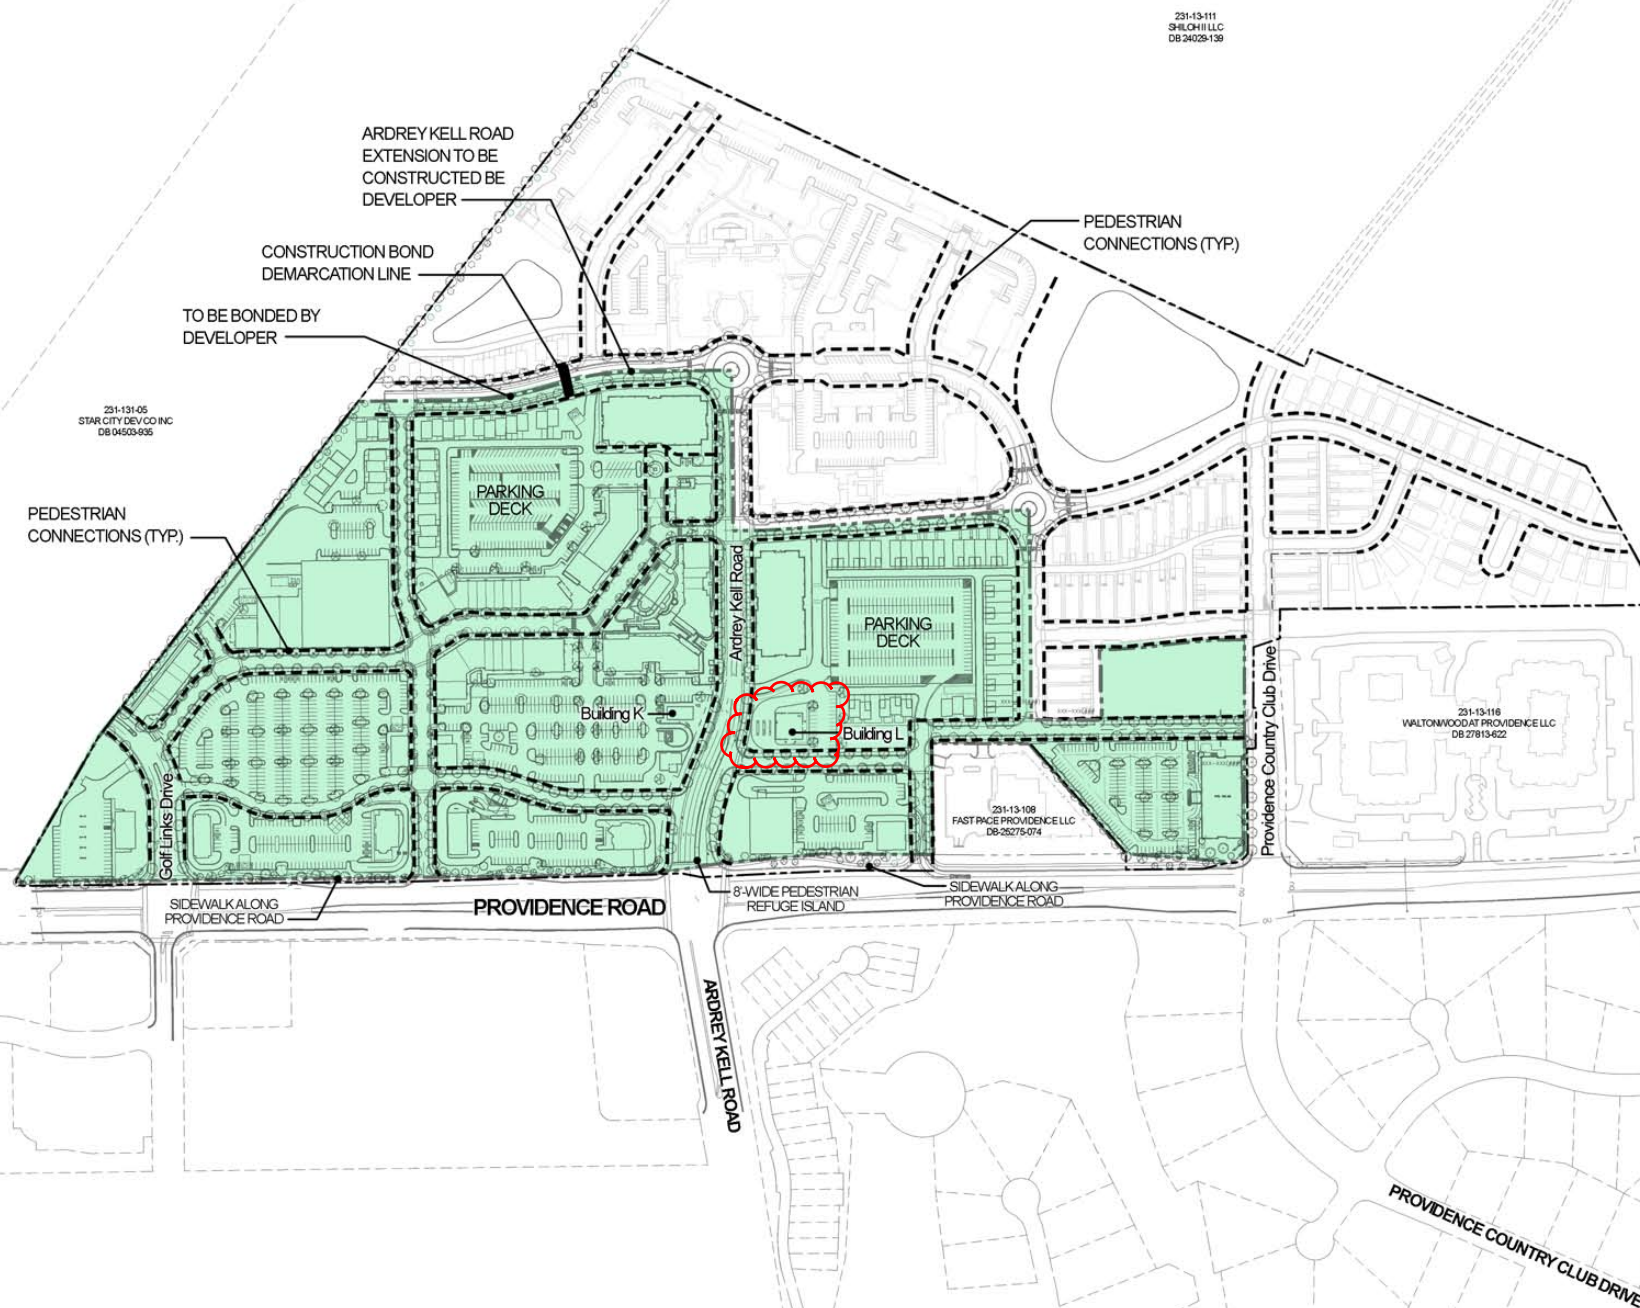 231-13-111
SHILOH II LLC
DB 24029-139
ARDREY KELL ROAD
EXTENSION TO BE
CONSTRUCTED BE
DEVELOPER
PEDESTRIAN
CONNECTIONS (TYP.)
CONSTRUCTION BOND
DEMARCATION LINE
TO BE BONDED BY
DEVELOPER
231-131-05
STAR CITY DEV CO INC
DB 04503-935
PARKING
DECK
PEDESTRIAN
CONNECTIONS (TYP.)
Ardrey Kell Road
PARKING
DECK
Building K
Building L
Providence Country Club Drive
231-13-116
WALTONWOOD AT PROVIDENCE LLC
DB 27813-622
Golf Links Drive
231-13-108
FAST PACE PROVIDENCE LLC
DB-25275-074
SIDEWALK ALONG
PROVIDENCE ROAD
PROVIDENCE ROAD
8'-WIDE PEDESTRIAN
REFUGE ISLAND
SIDEWALK ALONG
PROVIDENCE ROAD
ARDREY KELL ROAD
PROVIDENCE COUNTRY CLUB DRIVE